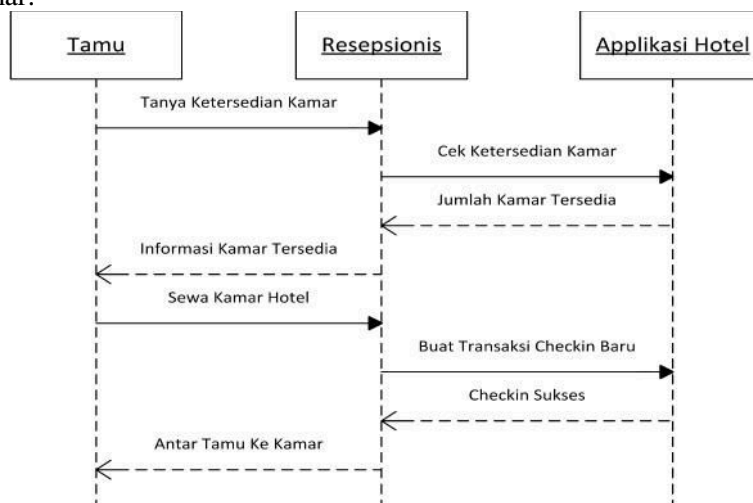 Tamu
Resepsionis
Applikasi Hotel
Tanya Ketersedian Kamar
Cek Ketersedian Kamar
Jumlah Kamar Tersedia
Informasi Kamar Tersedia
Sewa Kamar Hotel
Buat Transaksi Checkin Baru
Checkin Sukses
Antar Tamu Ke Kamar